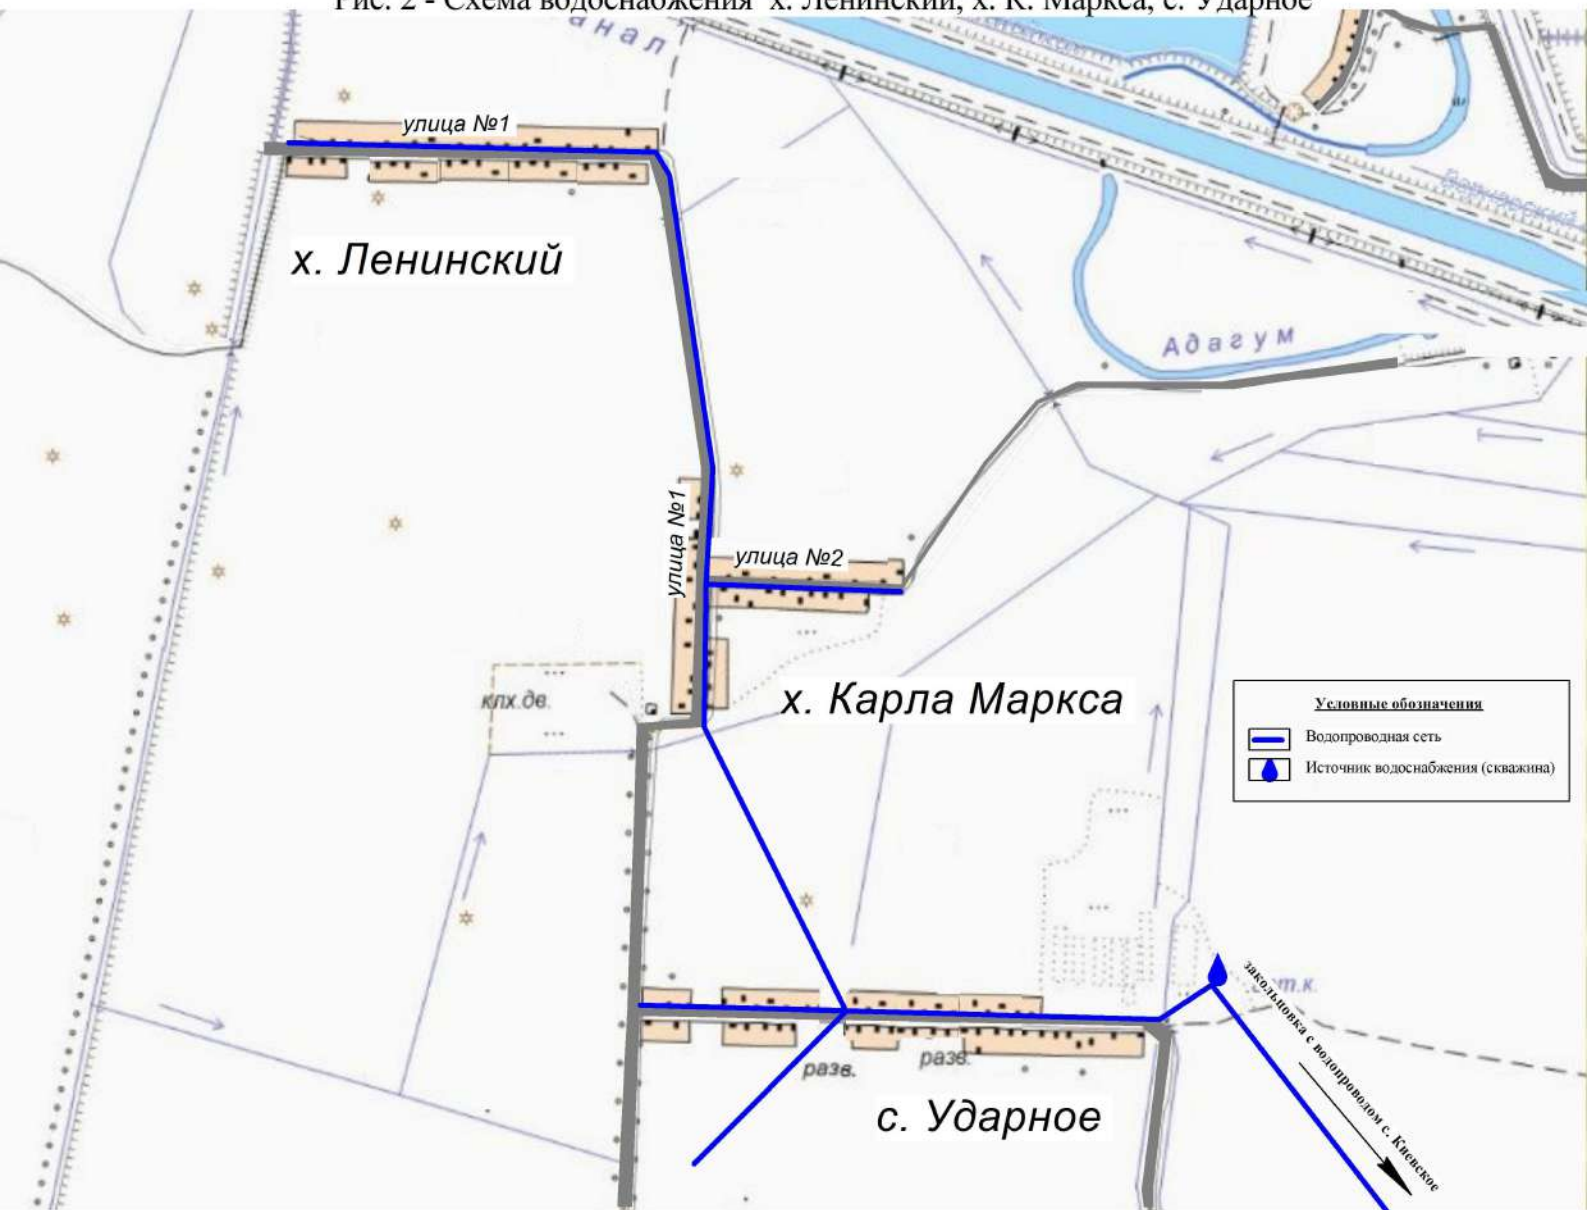 Рис. 2 - Схема водоснабжения х. Ленинский, х. К. Маркса, с. Ударное
анал
улица №1
х. Ленинский
Адагум
улица №1
улица №2
клх.дв.
х. Карла Маркса
Условные обозначения
Водопроводная сеть
Источник водоснабжения (скважина)
закольцовка с водопроводом с. Киевское
т.к.
разв.
разв.
с. Ударное